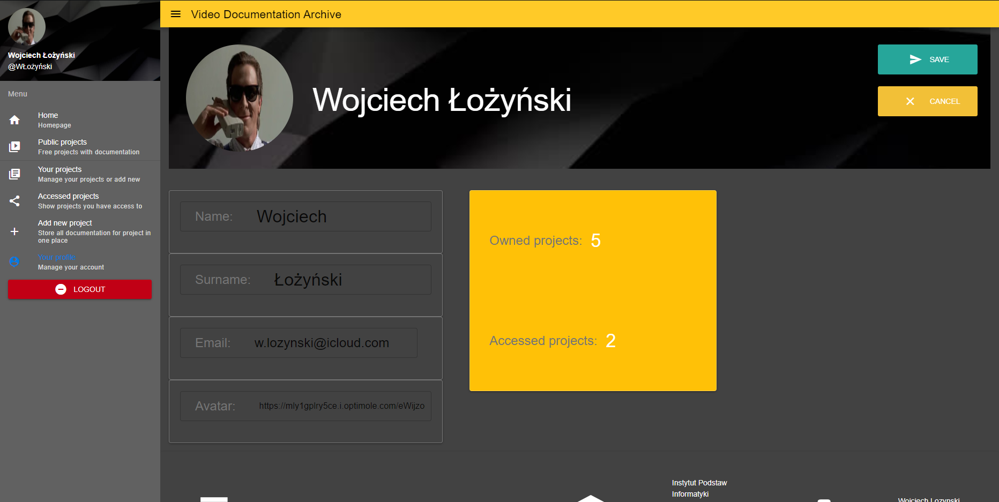 Video Documentation Archive
Wojciech Łożyński
@WŁożyński
Menu
Home
Homepage
Public projects
Free projects with documentation
Your projects
Manage your projects or add new
Accessed projects
Show projects you have access to
Add new project
Store all documentation for project in
one place
Your profile
Manage your account
LOGOUT
Wojciech Łożyński
SAVE
CANCEL
Name: Wojciech
Surname: Łożyński
Email: w.lozynski@icloud.com
Avatar: https://mly1gplry5ce.i.optimole.com/eWijzo
Owned projects: 5
Accessed projects: 2
Instytut Podstaw
Informatyki
Wojciech Lozynski